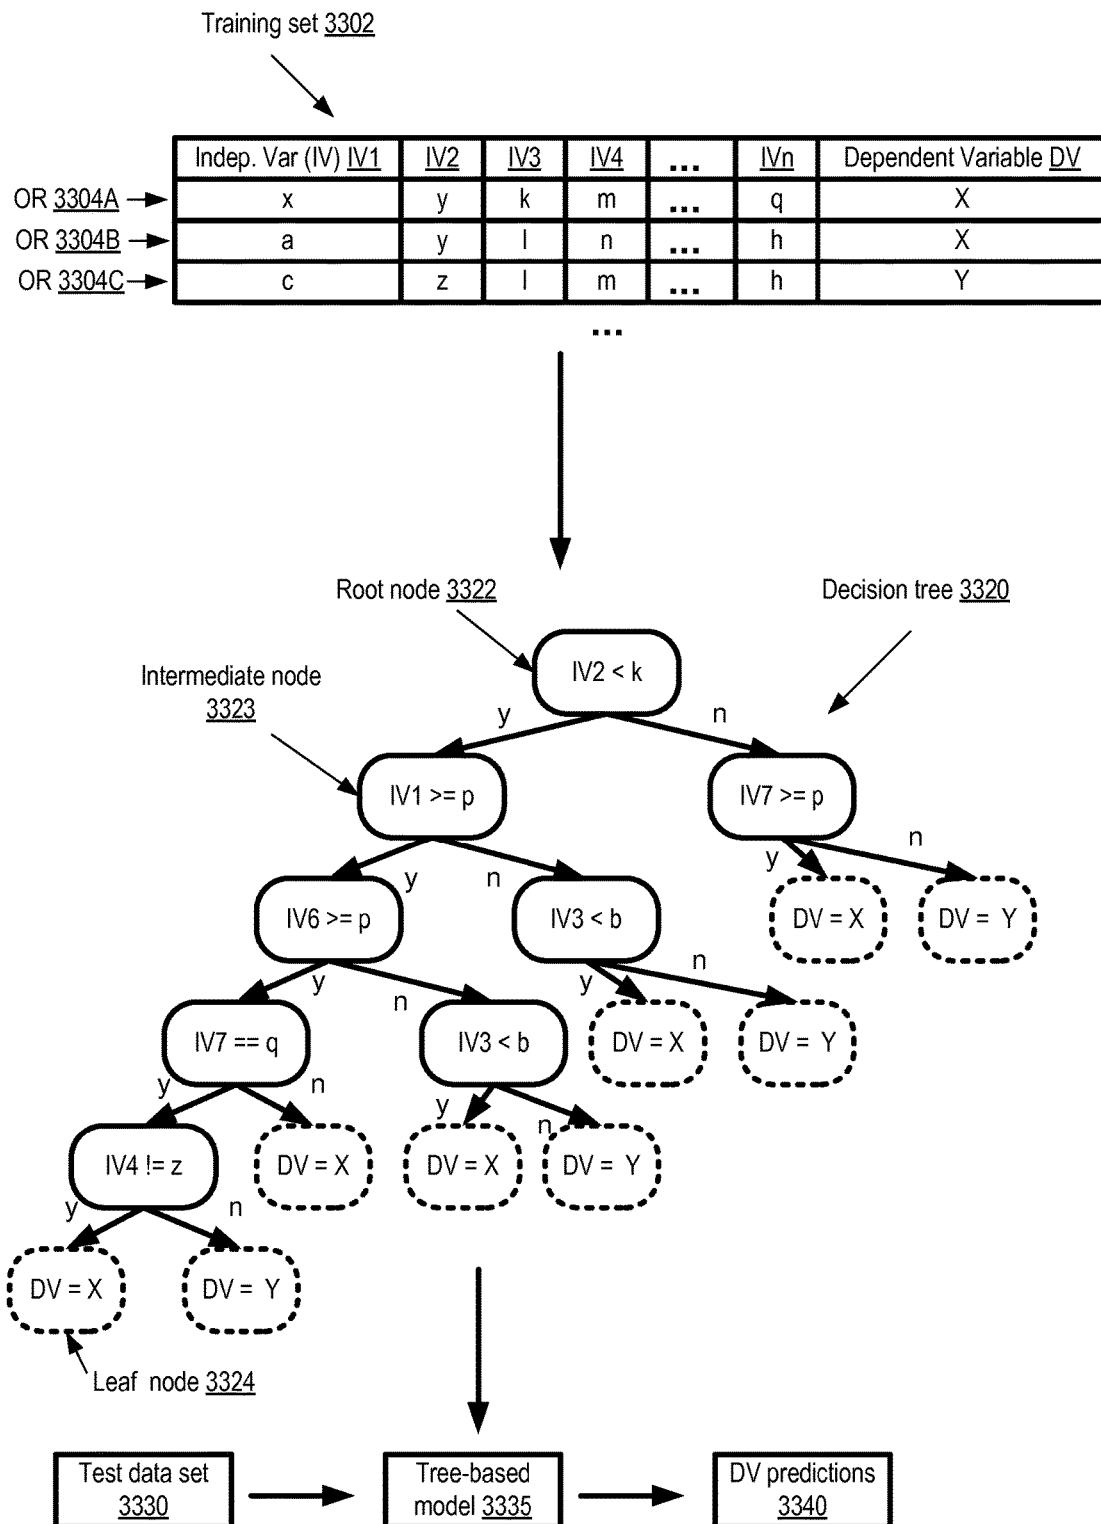 Training set 3302
Indep. Var (IV) IV1 IV2 IV3 IV4 ... IVn Dependent Variable DV
OR 3304A x y k m ... q X
OR 3304B a y l n ... h X
OR 3304C c z l m ... h Y
...
Root node 3322
Decision tree 3320
IV2 < k
Intermediate node
3323
y n
IV1 >= p IV7 >= p
y n y n
IV6 >= p IV3 < b DV = X DV = Y
y n y n
IV7 == q IV3 < b DV = X DV = Y
y n y n
IV4 != z DV = X DV = X DV = Y
y n
DV = X DV = Y
Leaf node 3324
Test data set
3330
Tree-based
model 3335
DV predictions
3340